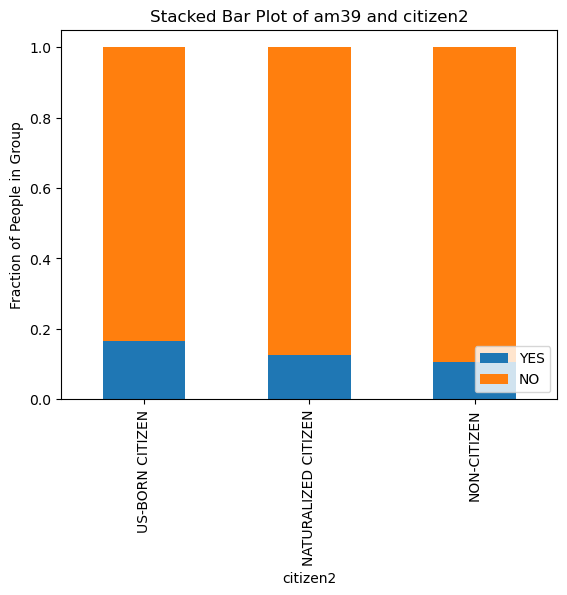 Stacked Bar Plot of am39 and citizen2
Fraction of People in Group
1.0
0.8
0.6
0.4
0.2
0.0
YES
NO
US-BORN CITIZEN
NATURALIZED CITIZEN
NON-CITIZEN
citizen2